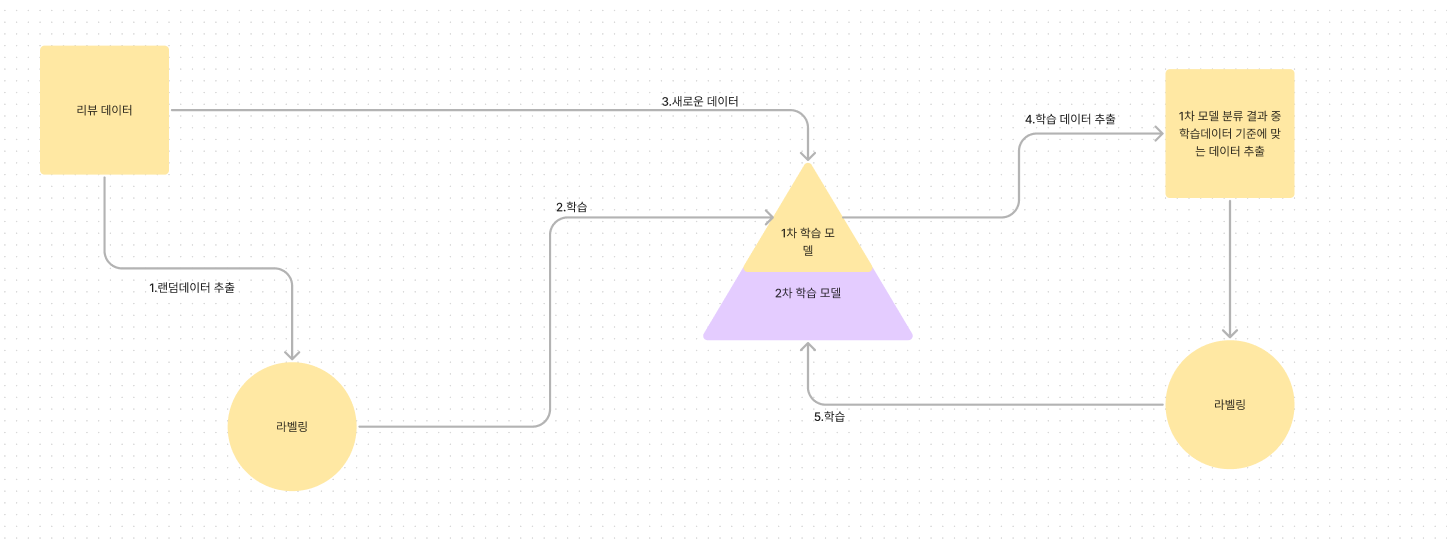 리뷰 데이터
3.새로운 데이터
4.학습 데이터 추출
1차 모델 분류 결과 중
학습데이터 기준에 맞
는 데이터 추출
2.학습
1차 학습 모
델
2차 학습 모델
1.랜덤데이터 추출
라벨링
5.학습
라벨링